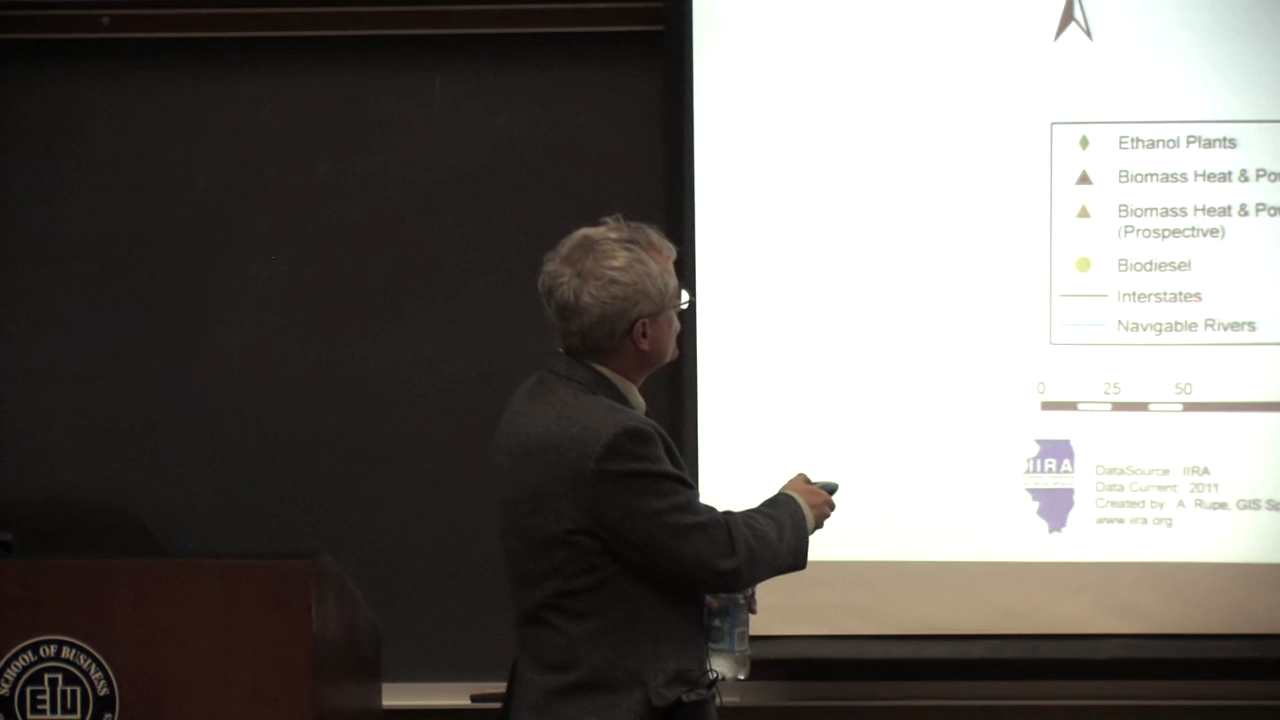 Ethanol Plants
Biomass Heat & Po
Biomass Heat & Po
(Prospective)
Biodiesel
Interstates
Navigable Rivers
0 25 50
IIRA
DataSource IIRA
Data Current 2011
Created by A. Rupe, GIS Sp
www.iira.org
SCHOOL OF BUSINESS
EIU